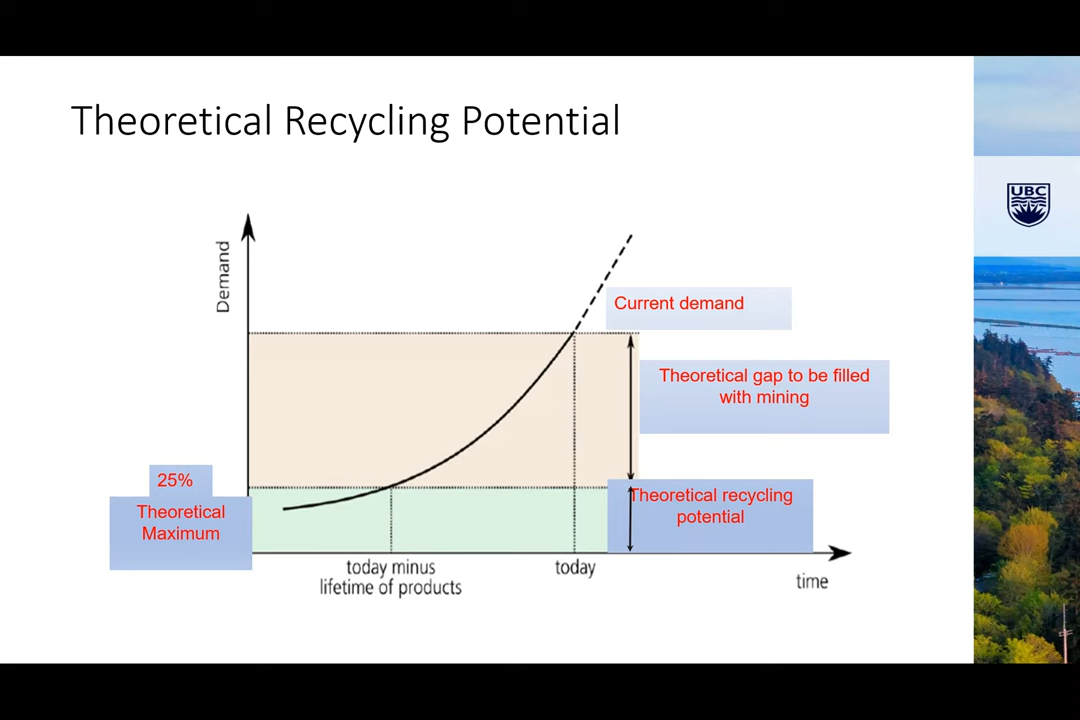 Theoretical Recycling Potential
UBC
Demand
Current demand
Theoretical gap to be filled
with mining
25%
Theoretical
Maximum
Theoretical recycling
potential
today minus
lifetime of products
today
time